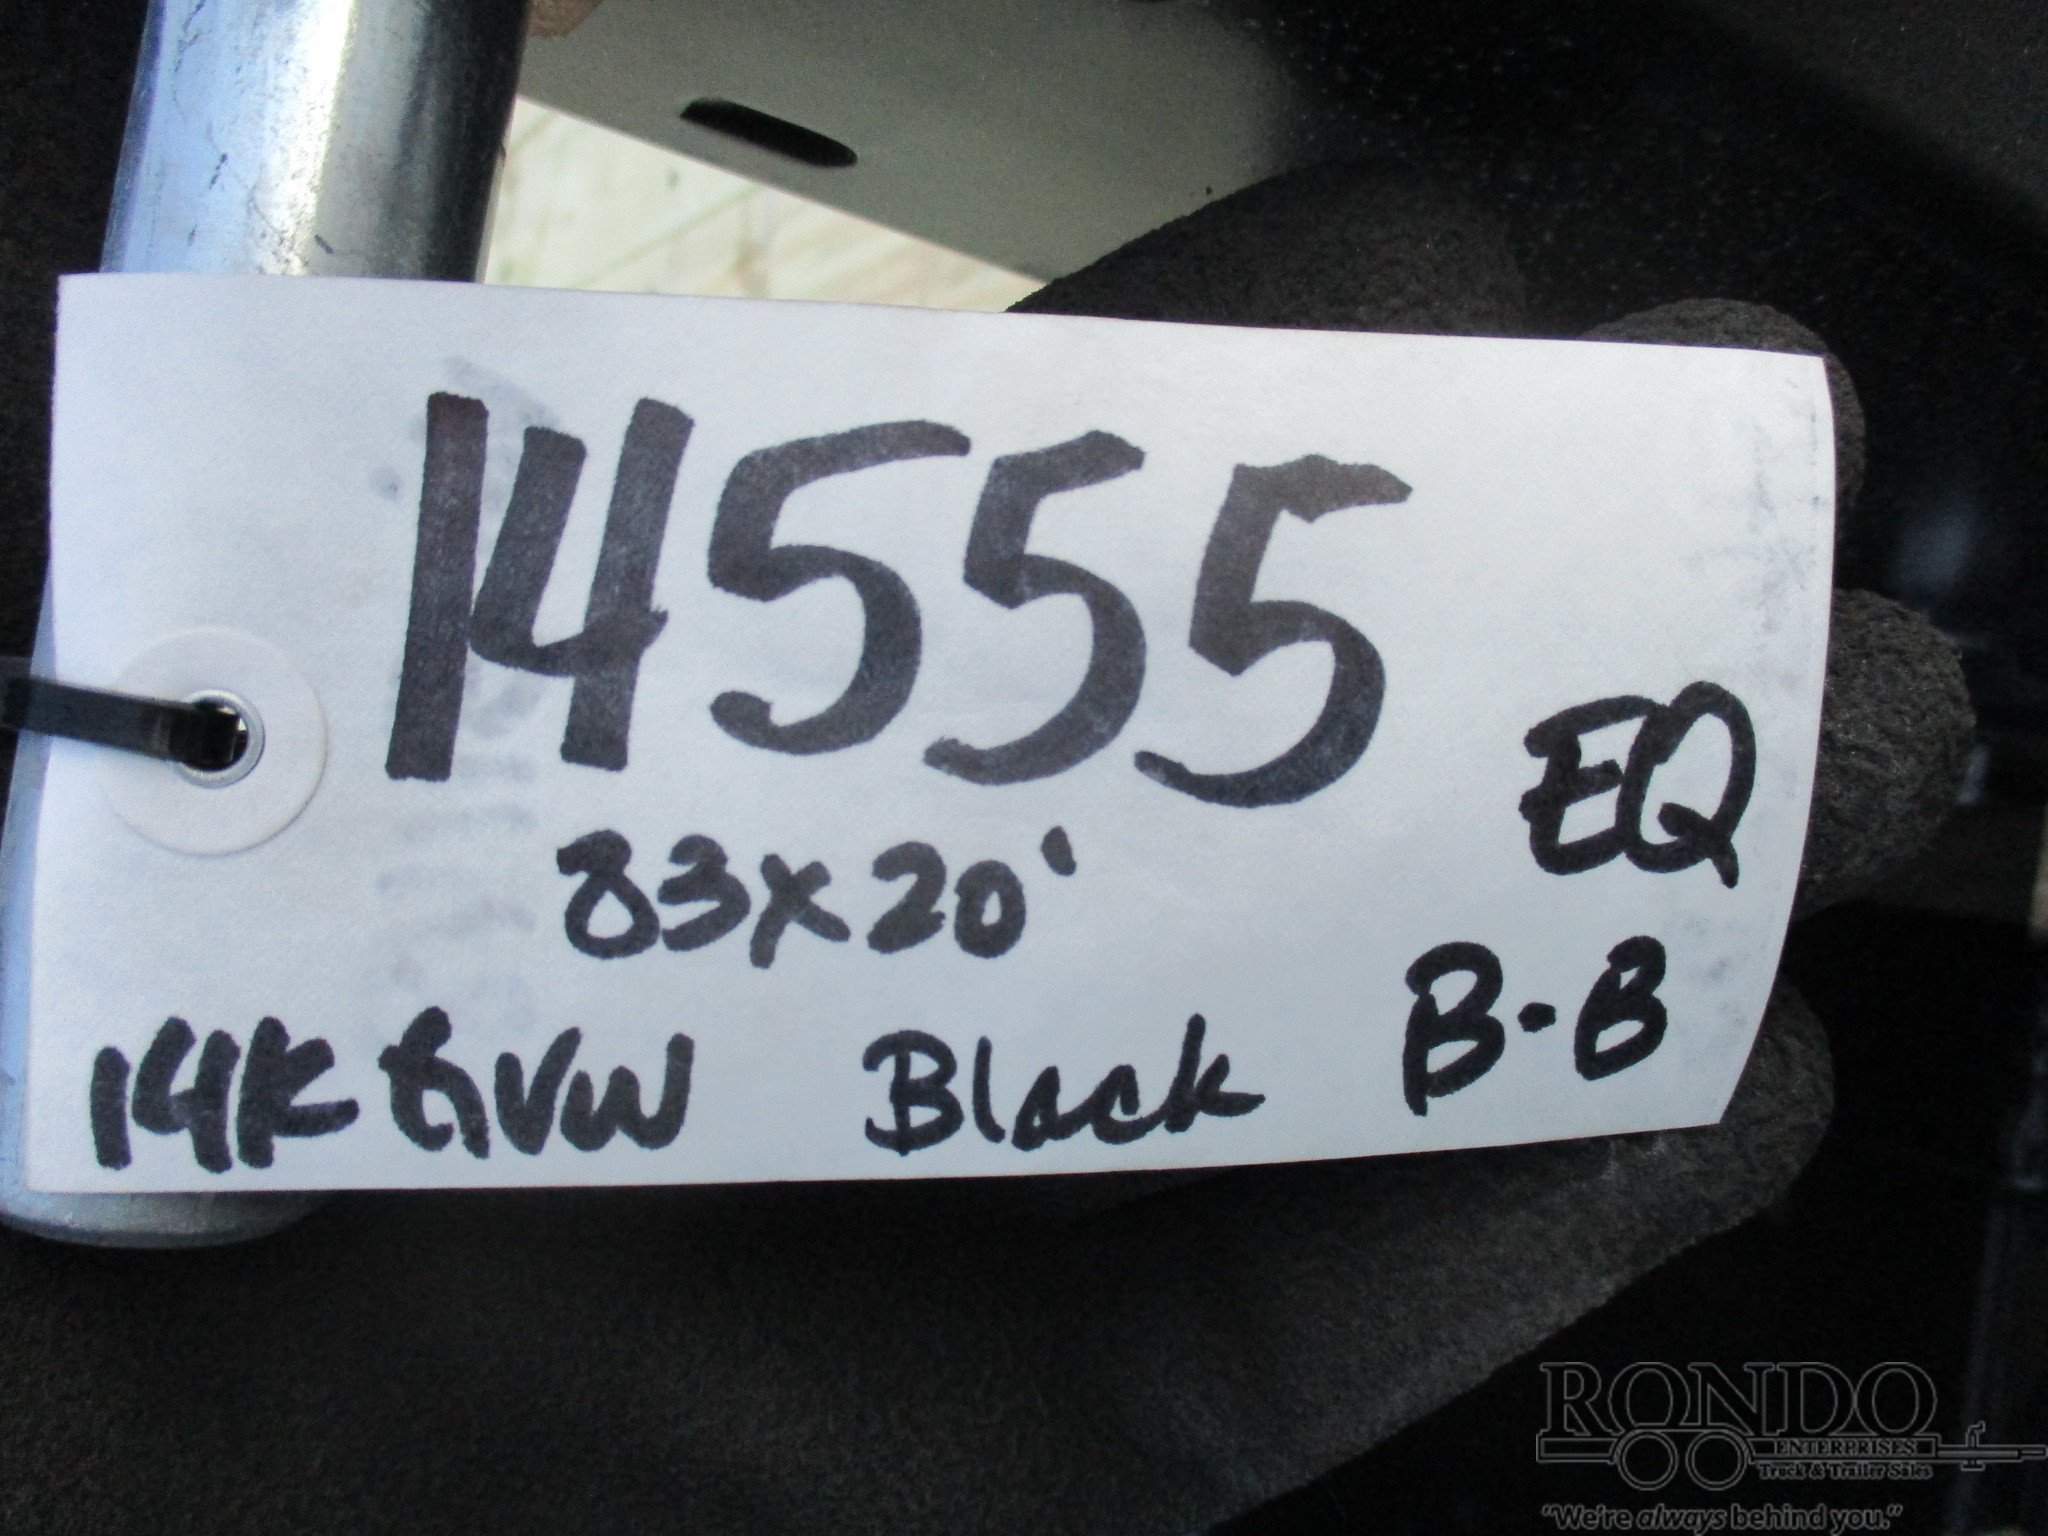 14555
EQ
83x20'
B-B
14K GVW Black
RONDO
ENTERPRISES
Truck & Trailer Sales
"We're always behind you."